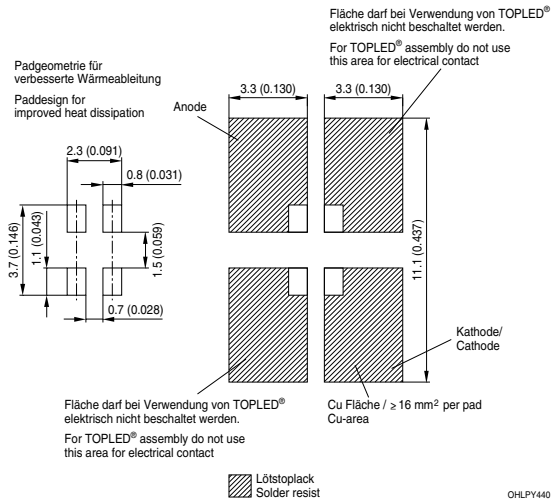 Fläche darf bei Verwendung von TOPLED®
elektrisch nicht beschaltet werden.
For TOPLED® assembly do not use
this area for electrical contact
Padgeometrie für
verbesserte Wärmeableitung
Paddesign for
improved heat dissipation
Anode
3.3 (0.130)
3.3 (0.130)
2.3 (0.091)
0.8 (0.031)
3.7 (0.146)
1.1 (0.043)
1.5 (0.059)
0.7 (0.028)
11.1 (0.437)
Kathode/
Cathode
Fläche darf bei Verwendung von TOPLED®
elektrisch nicht beschaltet werden.
For TOPLED® assembly do not use
this area for electrical contact
Cu Fläche / ≥ 16 mm² per pad
Cu-area
Lötstoplack
Solder resist
OHLPY440